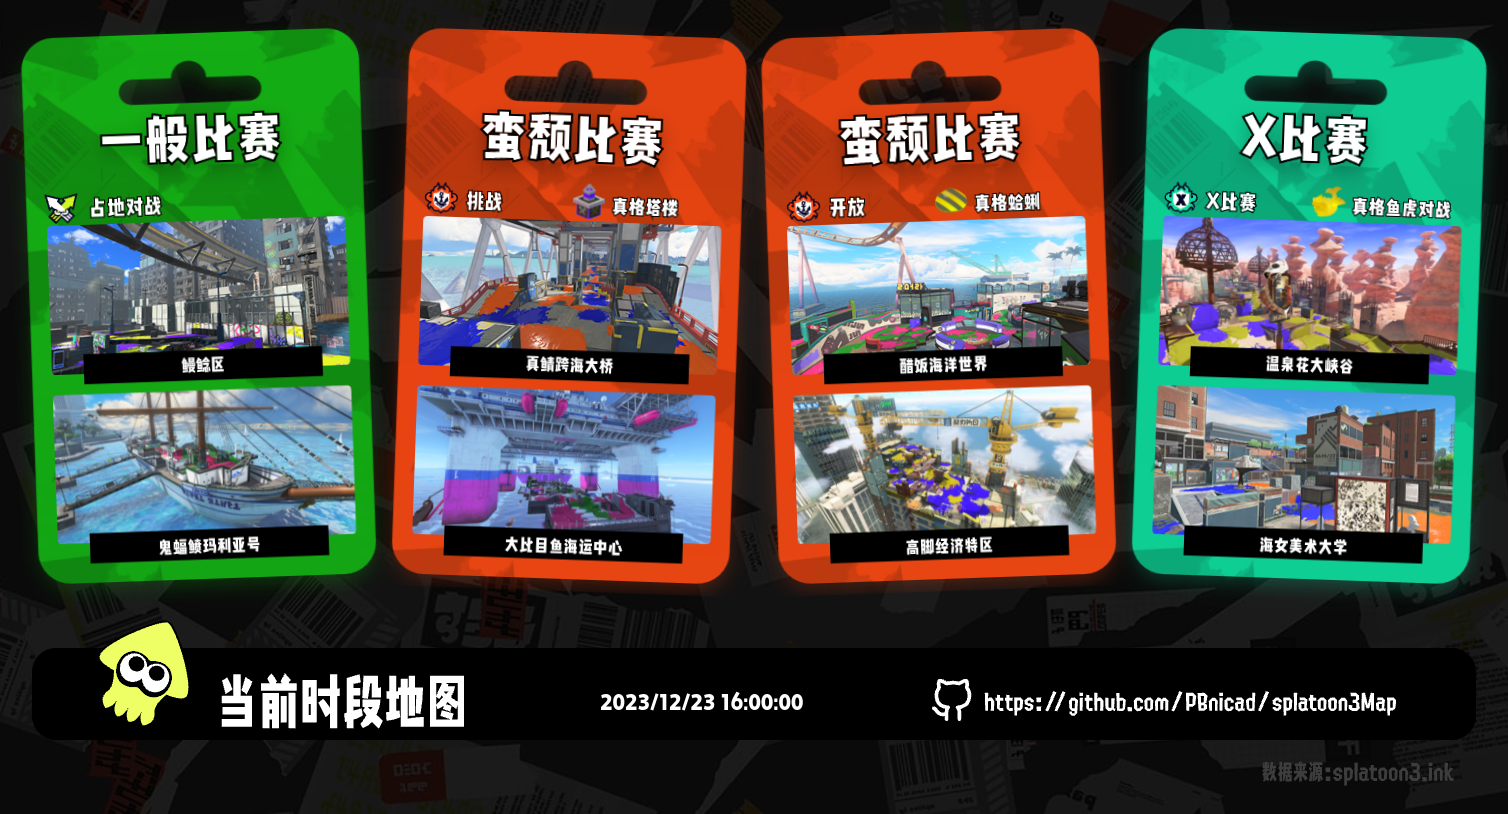 一般比赛
占地对战
鳗鲶区
鬼蝠鲼玛利亚号
蛮颓比赛
挑战
真格塔楼
真鲭跨海大桥
大比目鱼海运中心
蛮颓比赛
开放
真格蛤蜊
醋饭海洋世界
高脚经济特区
X比赛
X比赛
真格鱼虎对战
温泉花大峡谷
海女美术大学
当前时段地图
2023/12/23 16:00:00
https://github.com/PBnicad/splatoon3Map
数据来源:splatoon3.ink